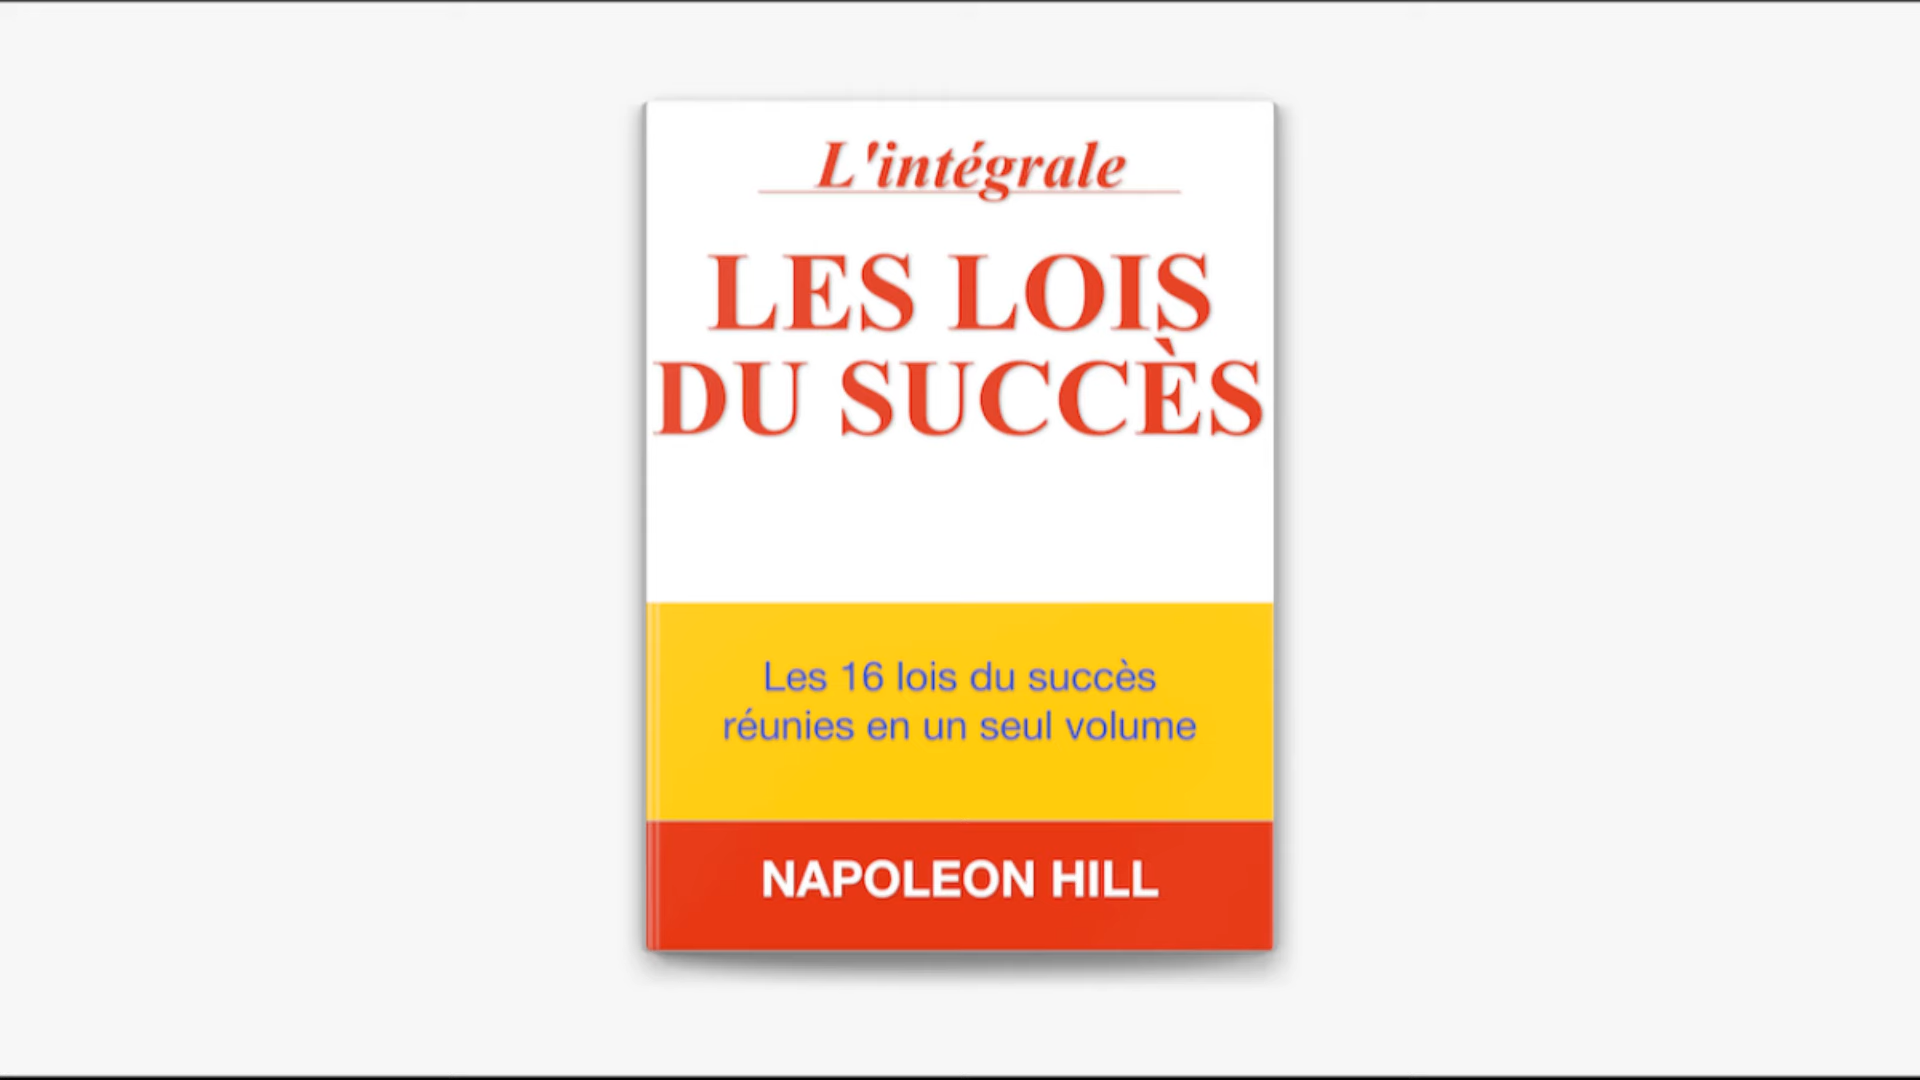 L'intégrale
LES LOIS
DU SUCCÈS
Les 16 lois du succès
réunies en un seul volume
NAPOLEON HILL